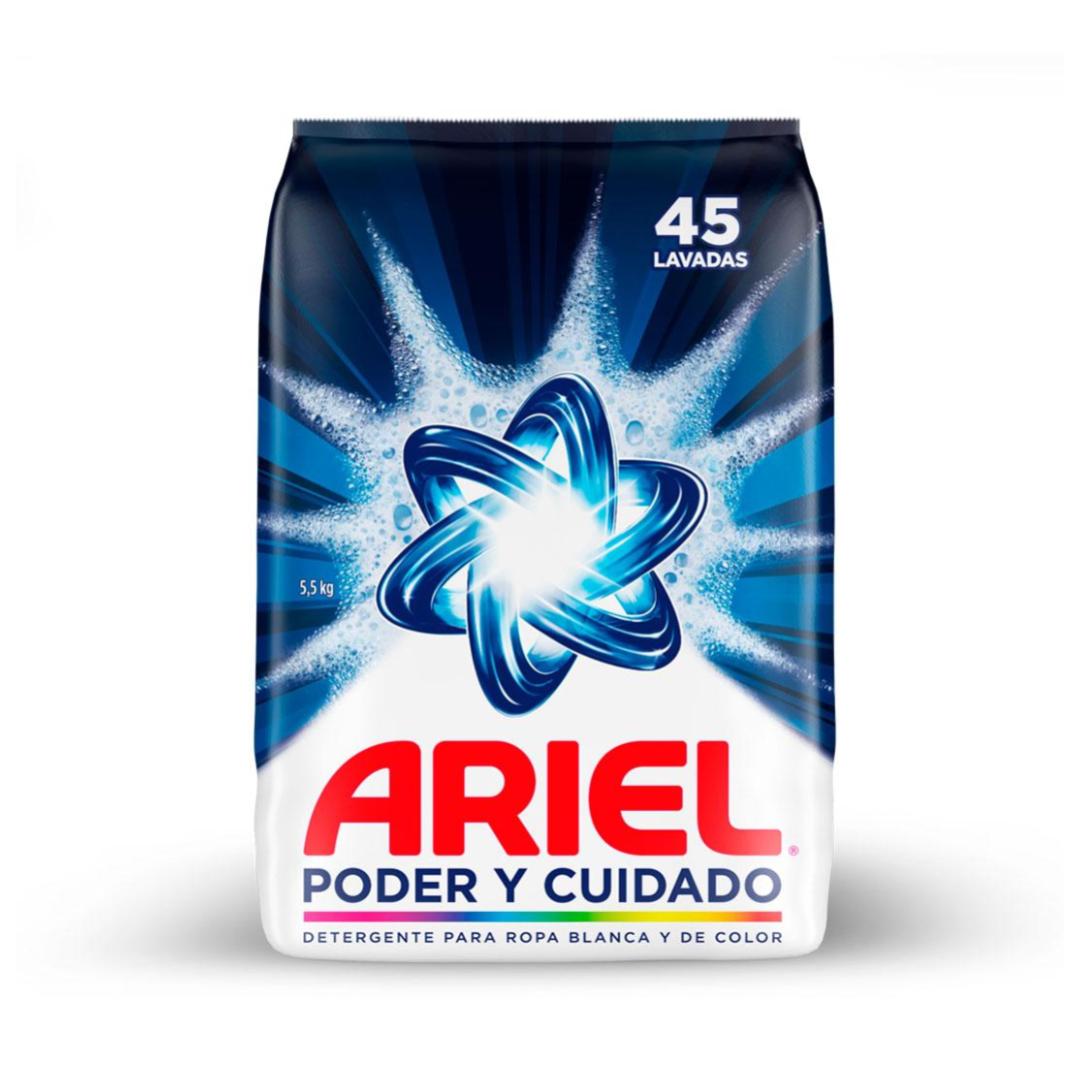 45
LAVADAS
5,5 kg
ARIEL®
PODER Y CUIDADO
DETERGENTE PARA ROPA BLANCA Y DE COLOR